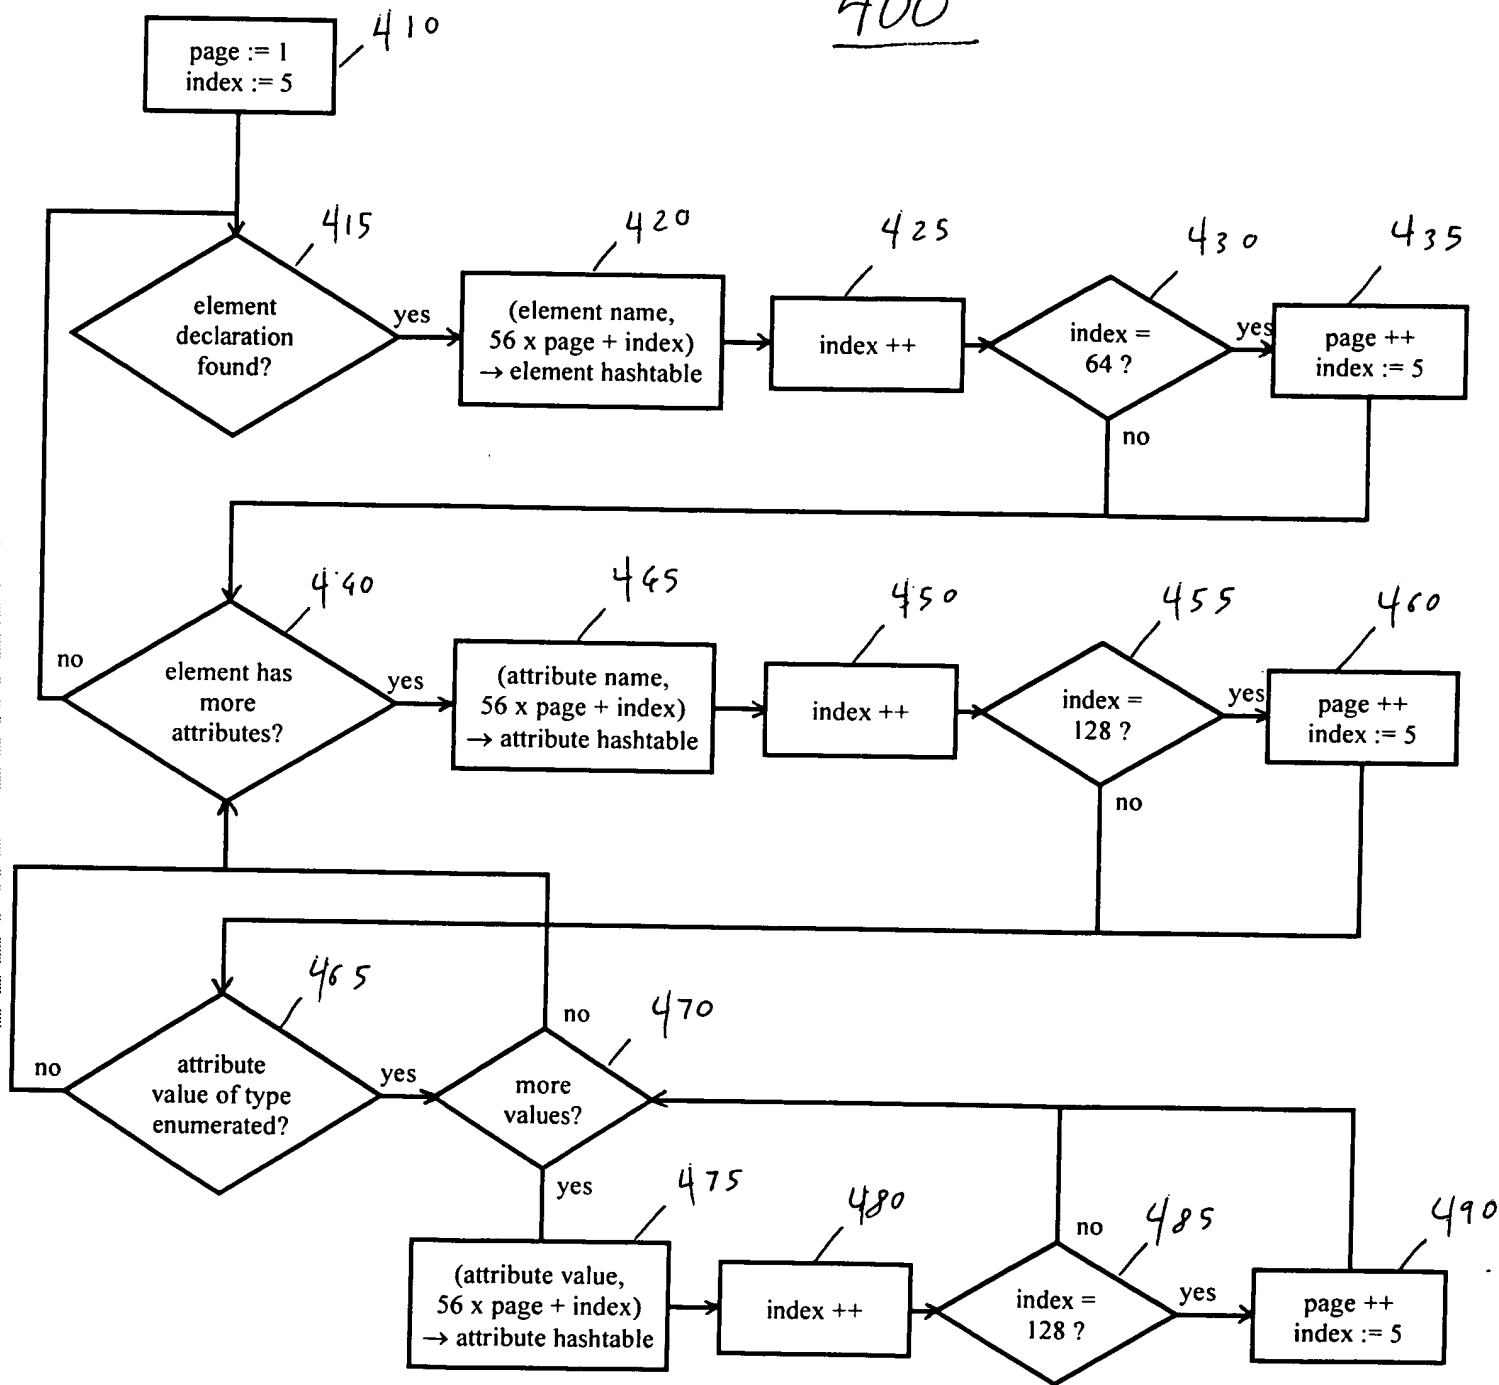 400
page := 1
index := 5
410
element
declaration
found?
415
yes
(element name,
56 x page + index)
→ element hashtable
420
index ++
425
index =
64 ?
430
yes
no
page ++
index := 5
435
element has
more
attributes?
440
no
yes
(attribute name,
56 x page + index)
→ attribute hashtable
445
index ++
450
index =
128 ?
455
yes
no
page ++
index := 5
460
attribute
value of type
enumerated?
465
no
yes
more
values?
470
no
yes
(attribute value,
56 x page + index)
→ attribute hashtable
475
index ++
480
index =
128 ?
485
no
yes
page ++
index := 5
490